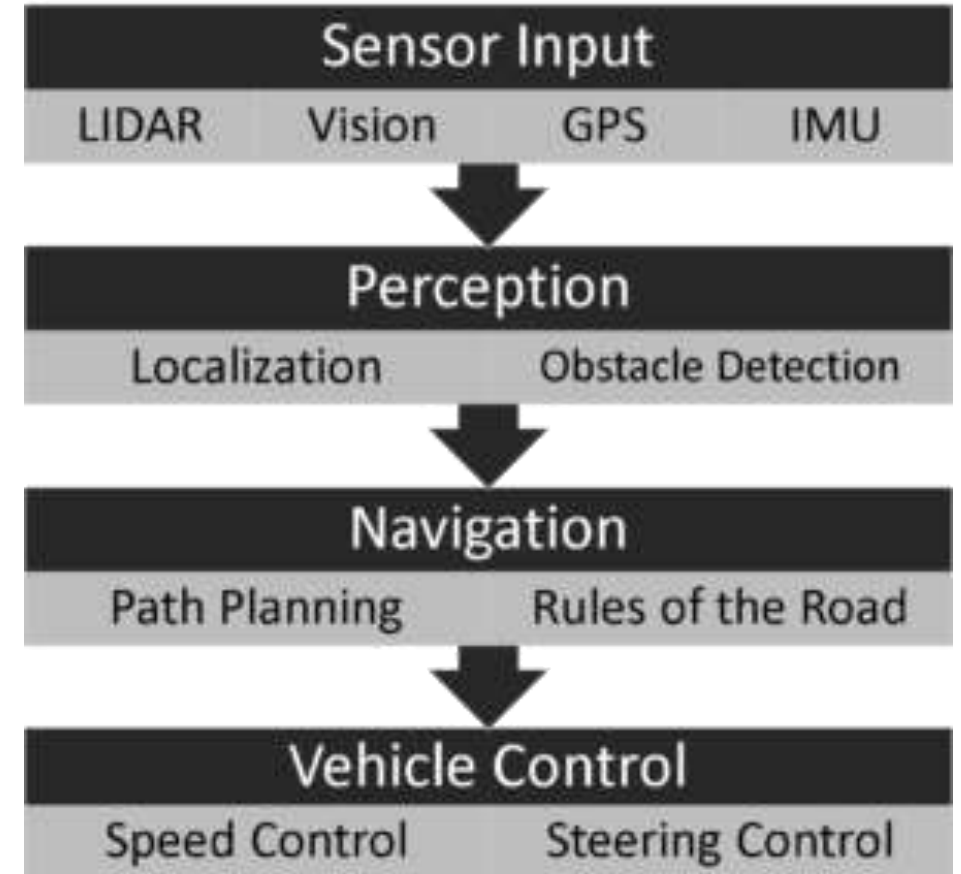 Sensor Input
LIDAR Vision GPS IMU
Perception
Localization Obstacle Detection
Navigation
Path Planning Rules of the Road
Vehicle Control
Speed Control Steering Control